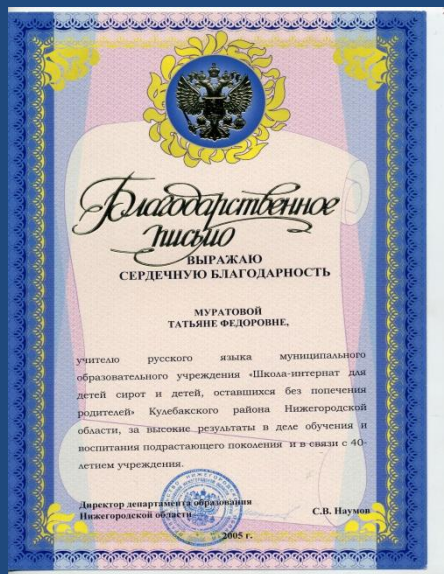 Благодарственное
письмо
ВЫРАЖАЮ
СЕРДЕЧНУЮ БЛАГОДАРНОСТЬ
МУРАТОВОЙ
ТАТЬЯНЕ ФЕДОРОВНЕ,
учителю русского языка муниципального
образовательного учреждения «Школа-интернат для
детей сирот и детей, оставшихся без попечения
родителей» Кулебакского района Нижегородской
области, за высокие результаты в деле обучения и
воспитания подрастающего поколения и в связи с 40-
летием учреждения.
Директор департамента образования
Нижегородской области
С.В. Наумов
2005 г.